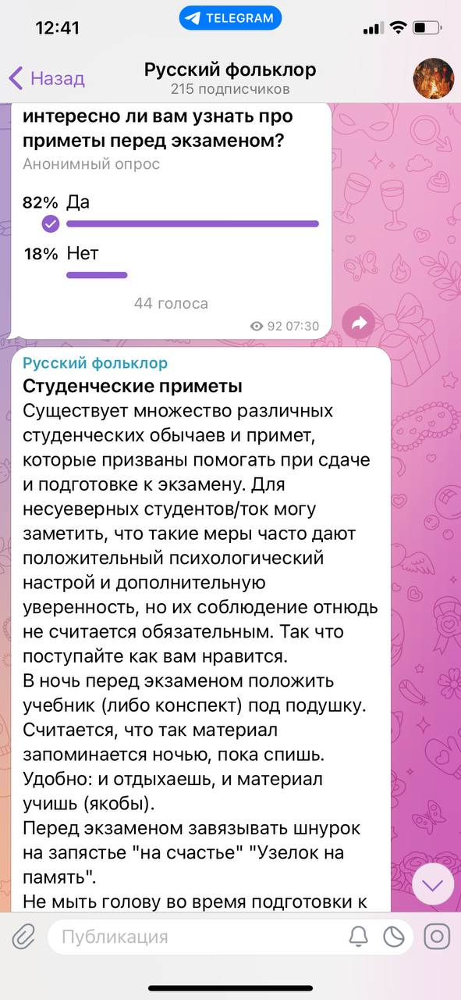 12:41
TELEGRAM
Назад
Русский фольклор
215 подписчиков
интересно ли вам узнать про
приметы перед экзаменом?
Анонимный опрос
82% Да
18% Нет
44 голоса
92 07:30
Русский фольклор
Студенческие приметы
Существует множество различных
студенческих обычаев и примет,
которые призваны помогать при сдаче
и подготовке к экзамену. Для
несуеверных студентов/ток могу
заметить, что такие меры часто дают
положительный психологический
настрой и дополнительную
уверенность, но их соблюдение отнюдь
не считается обязательным. Так что
поступайте как вам нравится.
В ночь перед экзаменом положить
учебник (либо конспект) под подушку.
Считается, что так материал
запоминается ночью, пока спишь.
Удобно: и отдыхаешь, и материал
учишь (якобы).
Перед экзаменом завязывать шнурок
на запястье "на счастье" "Узелок на
память".
Не мыть голову во время подготовки к
Публикация